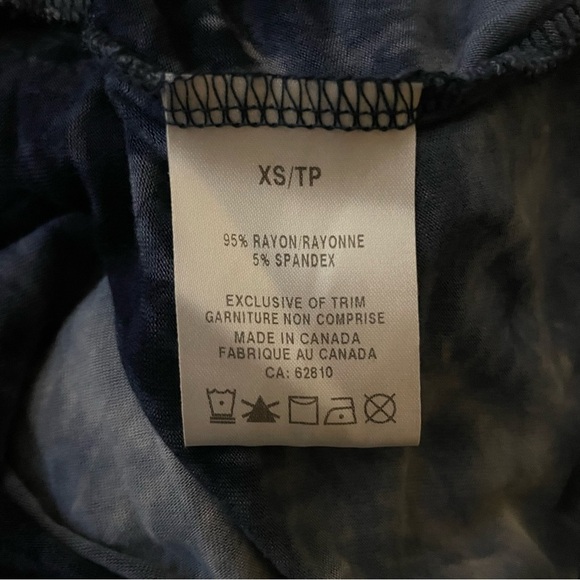 XS/TP
95% RAYON/RAYONNE
5% SPANDEX
EXCLUSIVE OF TRIM
GARNITURE NON COMPRISE
MADE IN CANADA
FABRIQUE AU CANADA
CA: 62810